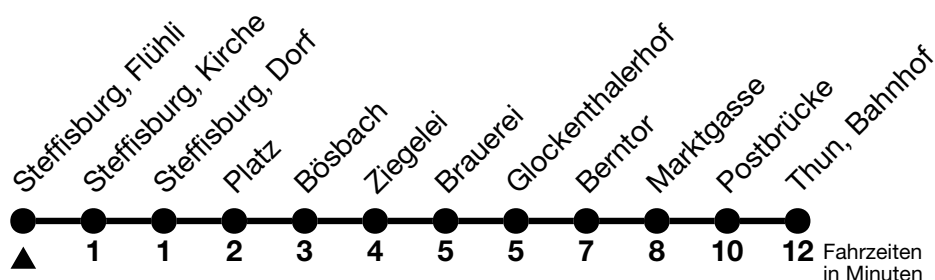 Steffisburg, Flühli
Steffisburg, Kirche
Steffisburg, Dorf
Platz
Bösbach
Ziegelei
Brauerei
Glockenthalerhof
Berntor
Marktgasse
Postbrücke
Thun, Bahnhof
1 1 2 3 4 5 5 7 8 10 12 Fahrzeiten
in Minuten